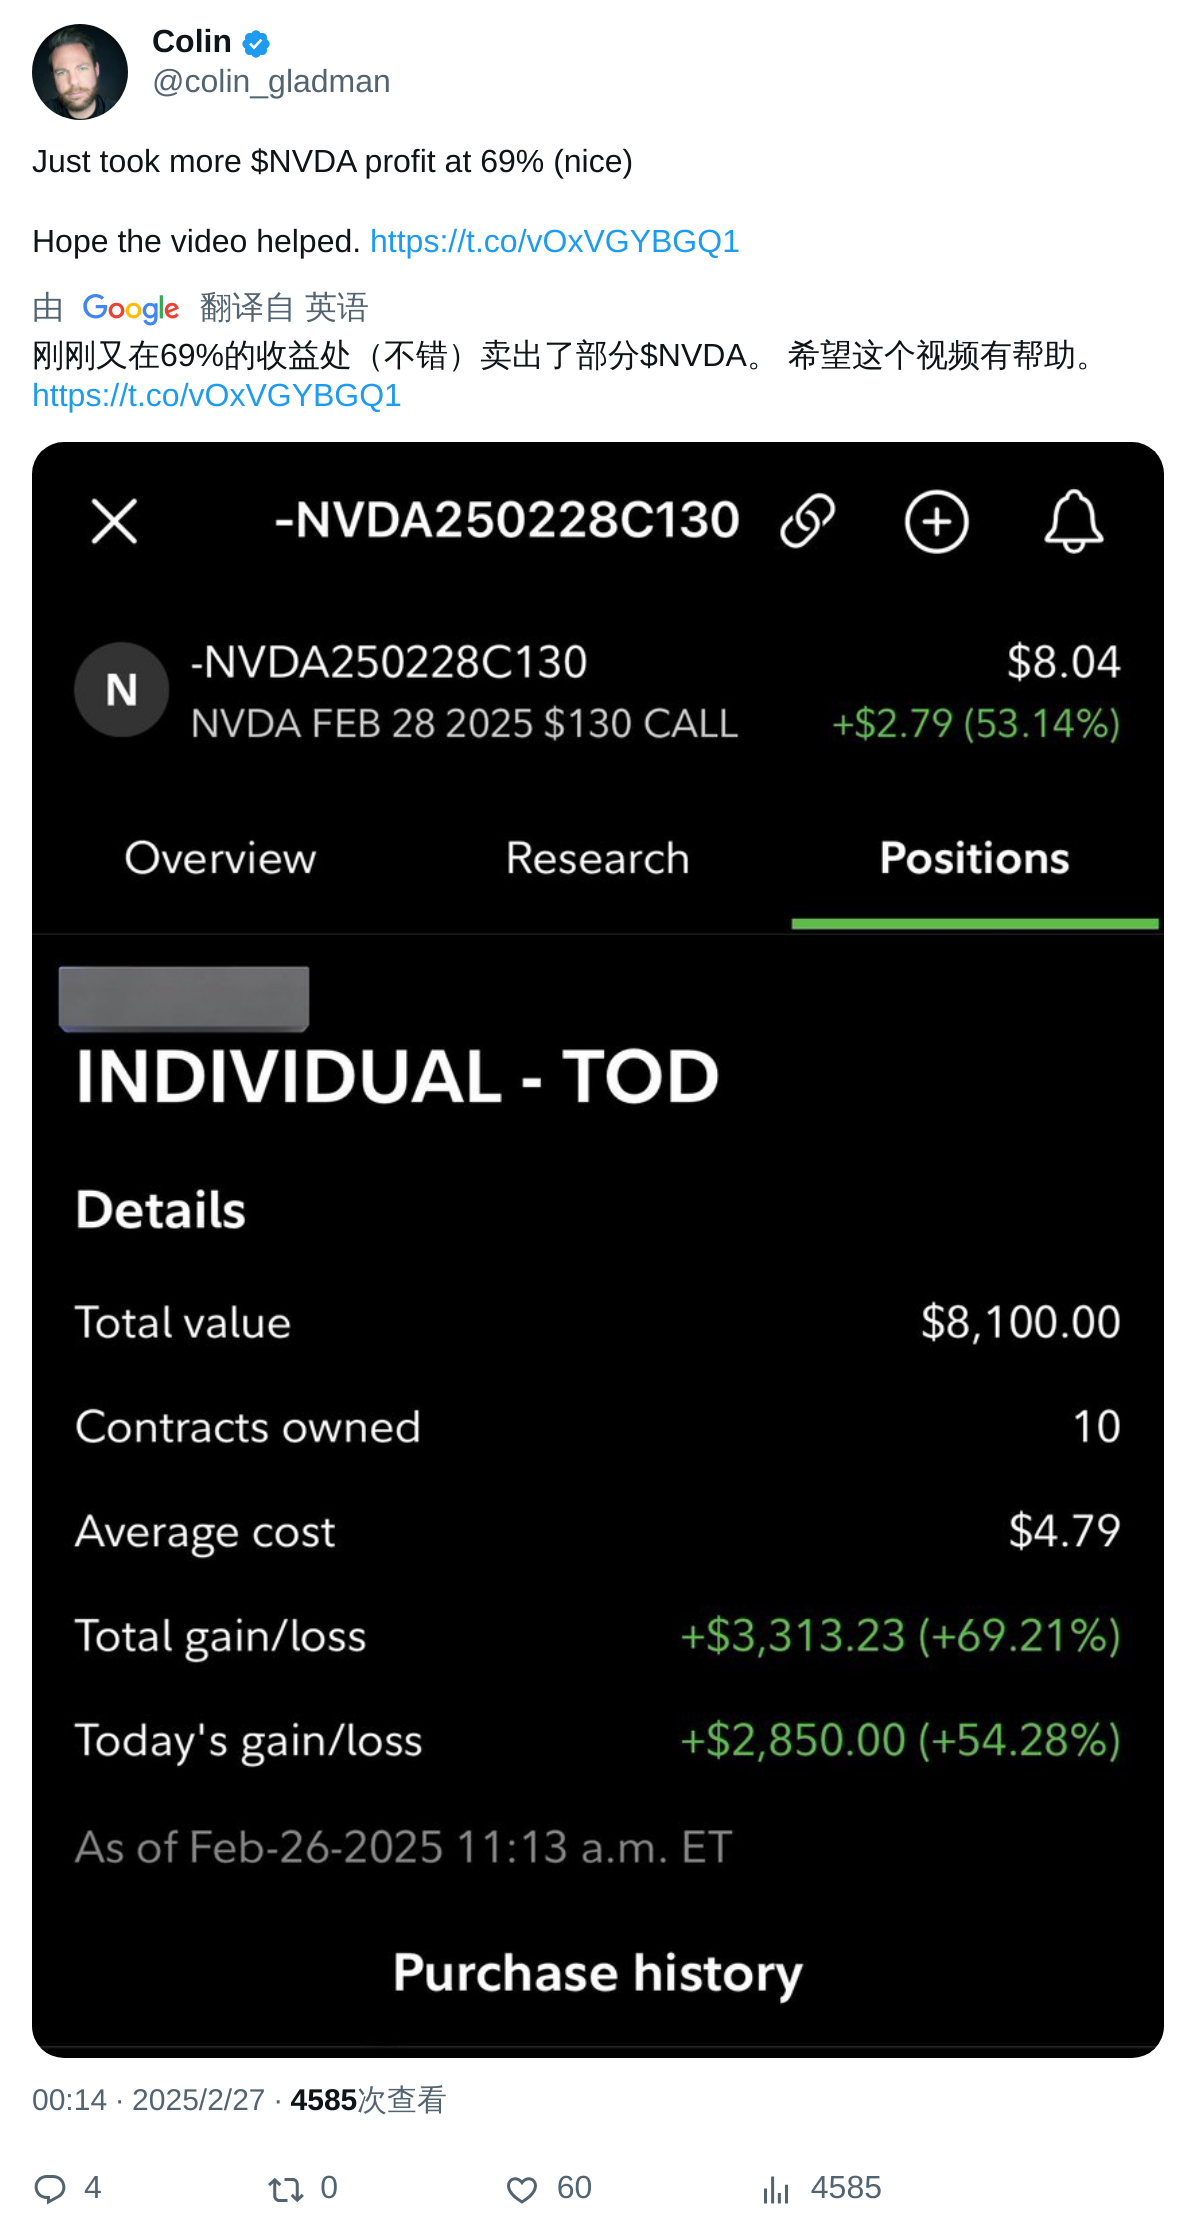 Colin
@colin_gladman
Just took more $NVDA profit at 69% (nice)
Hope the video helped. https://t.co/vOxVGYBGQ1
由 Google 翻译自 英语
刚刚又在69%的收益处（不错）卖出了部分$NVDA。 希望这个视频有帮助。
https://t.co/vOxVGYBGQ1
-NVDA250228C130
N
-NVDA250228C130 $8.04
NVDA FEB 28 2025 $130 CALL +$2.79 (53.14%)
Overview Research Positions
INDIVIDUAL - TOD
Details
Total value $8,100.00
Contracts owned 10
Average cost $4.79
Total gain/loss +$3,313.23 (+69.21%)
Today's gain/loss +$2,850.00 (+54.28%)
As of Feb-26-2025 11:13 a.m. ET
Purchase history
00:14 · 2025/2/27 · 4585次查看
4 0 60 4585